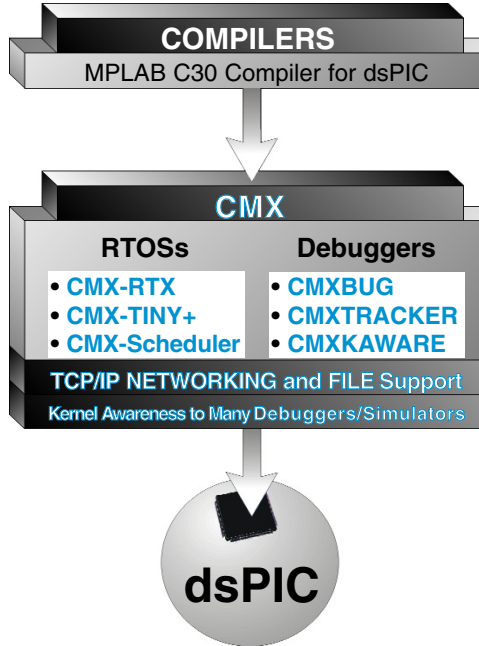 COMPILERS
MPLAB C30 Compiler for dsPIC
CMX
RTOSs
• CMX-RTX
• CMX-TINY+
• CMX-Scheduler
Debuggers
• CMXBUG
• CMXTRACKER
• CMXKAWARE
TCP/IP NETWORKING and FILE Support
Kernel Awareness to Many Debuggers/Simulators
dsPIC